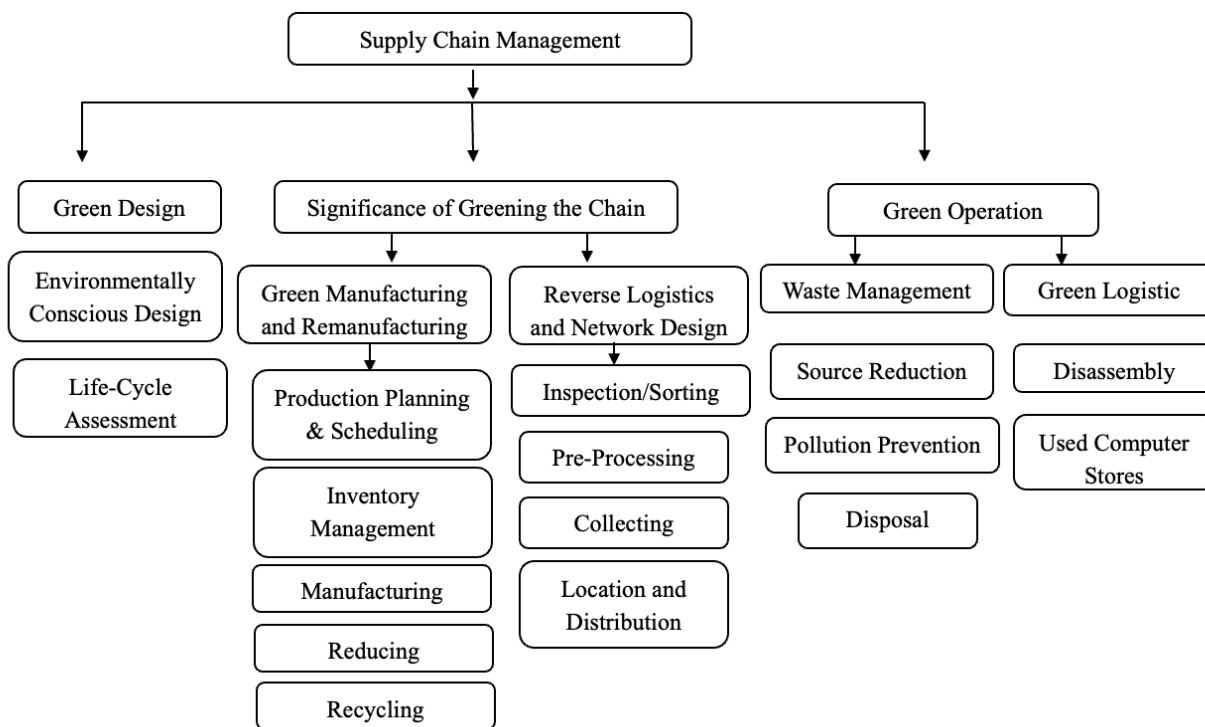 Supply Chain Management
Green Design
Significance of Greening the Chain
Green Operation
Environmentally
Conscious Design
Life-Cycle
Assessment
Green Manufacturing
and Remanufacturing
Production Planning
& Scheduling
Inventory
Management
Manufacturing
Reducing
Recycling
Reverse Logistics
and Network Design
Inspection/Sorting
Pre-Processing
Collecting
Location and
Distribution
Waste Management
Source Reduction
Pollution Prevention
Disposal
Green Logistic
Disassembly
Used Computer
Stores